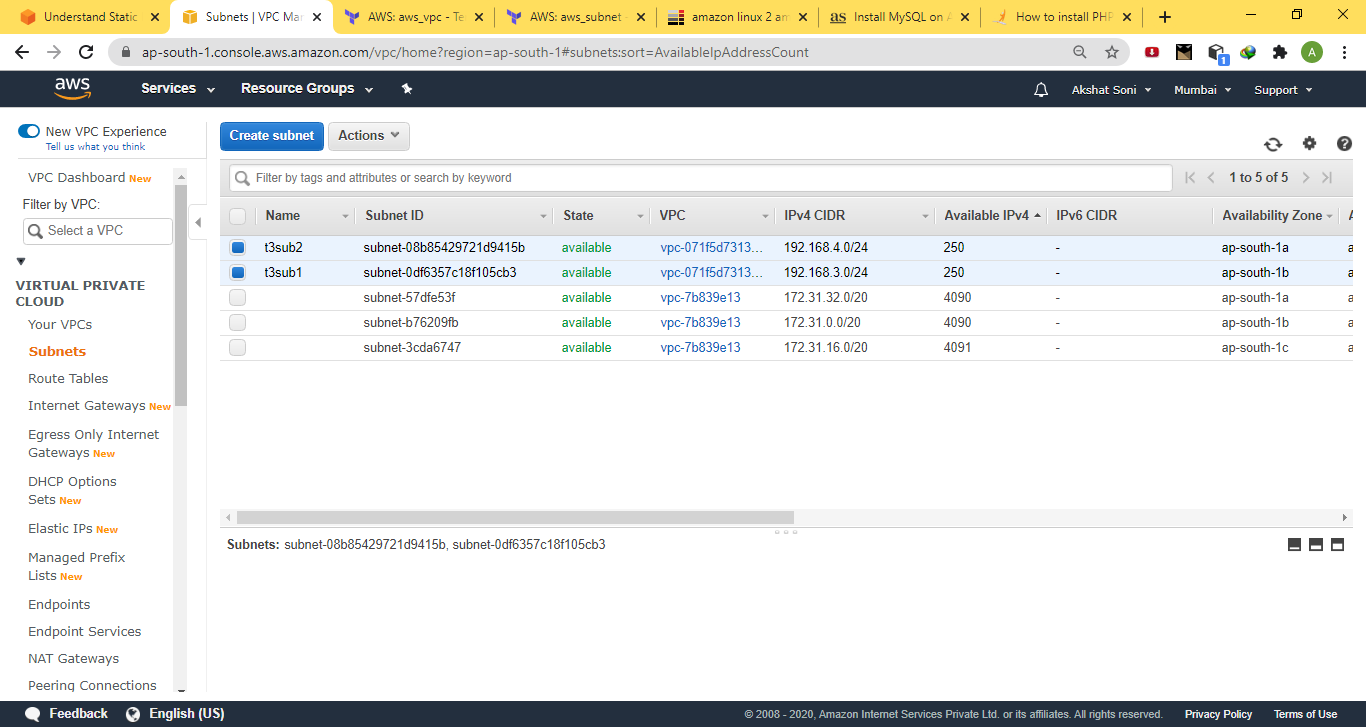 Understand Static
Subnets | VPC Mar
AWS: aws_vpc - Te
AWS: aws_subnet -
amazon linux 2 am
as Install MySQL on A
How to install PHP
ap-south-1.console.aws.amazon.com/vpc/home?region=ap-south-1#subnets:sort=AvailableIpAddressCount
1
A
aws Services Resource Groups Akshat Soni Mumbai Support
New VPC Experience
Tell us what you think
Create subnet Actions
VPC Dashboard New
Filter by VPC:
Select a VPC
Filter by tags and attributes or search by keyword
1 to 5 of 5
Name Subnet ID State VPC IPv4 CIDR Available IPv4 IPv6 CIDR Availability Zone A
t3sub2 subnet-08b85429721d9415b available vpc-071f5d7313... 192.168.4.0/24 250 - ap-south-1a a
t3sub1 subnet-0df6357c18f105cb3 available vpc-071f5d7313... 192.168.3.0/24 250 - ap-south-1b a
subnet-57dfe53f available vpc-7b839e13 172.31.32.0/20 4090 - ap-south-1a a
subnet-b76209fb available vpc-7b839e13 172.31.0.0/20 4090 - ap-south-1b a
subnet-3cda6747 available vpc-7b839e13 172.31.16.0/20 4091 - ap-south-1c a
VIRTUAL PRIVATE
CLOUD
Your VPCs
Subnets
Route Tables
Internet Gateways New
Egress Only Internet
Gateways New
DHCP Options
Sets New
Elastic IPs New
Managed Prefix
Lists New
Endpoints
Endpoint Services
NAT Gateways
Peering Connections
Subnets: subnet-08b85429721d9415b, subnet-0df6357c18f105cb3
Feedback English (US) © 2008 - 2020, Amazon Internet Services Private Ltd. or its affiliates. All rights reserved. Privacy Policy Terms of Use